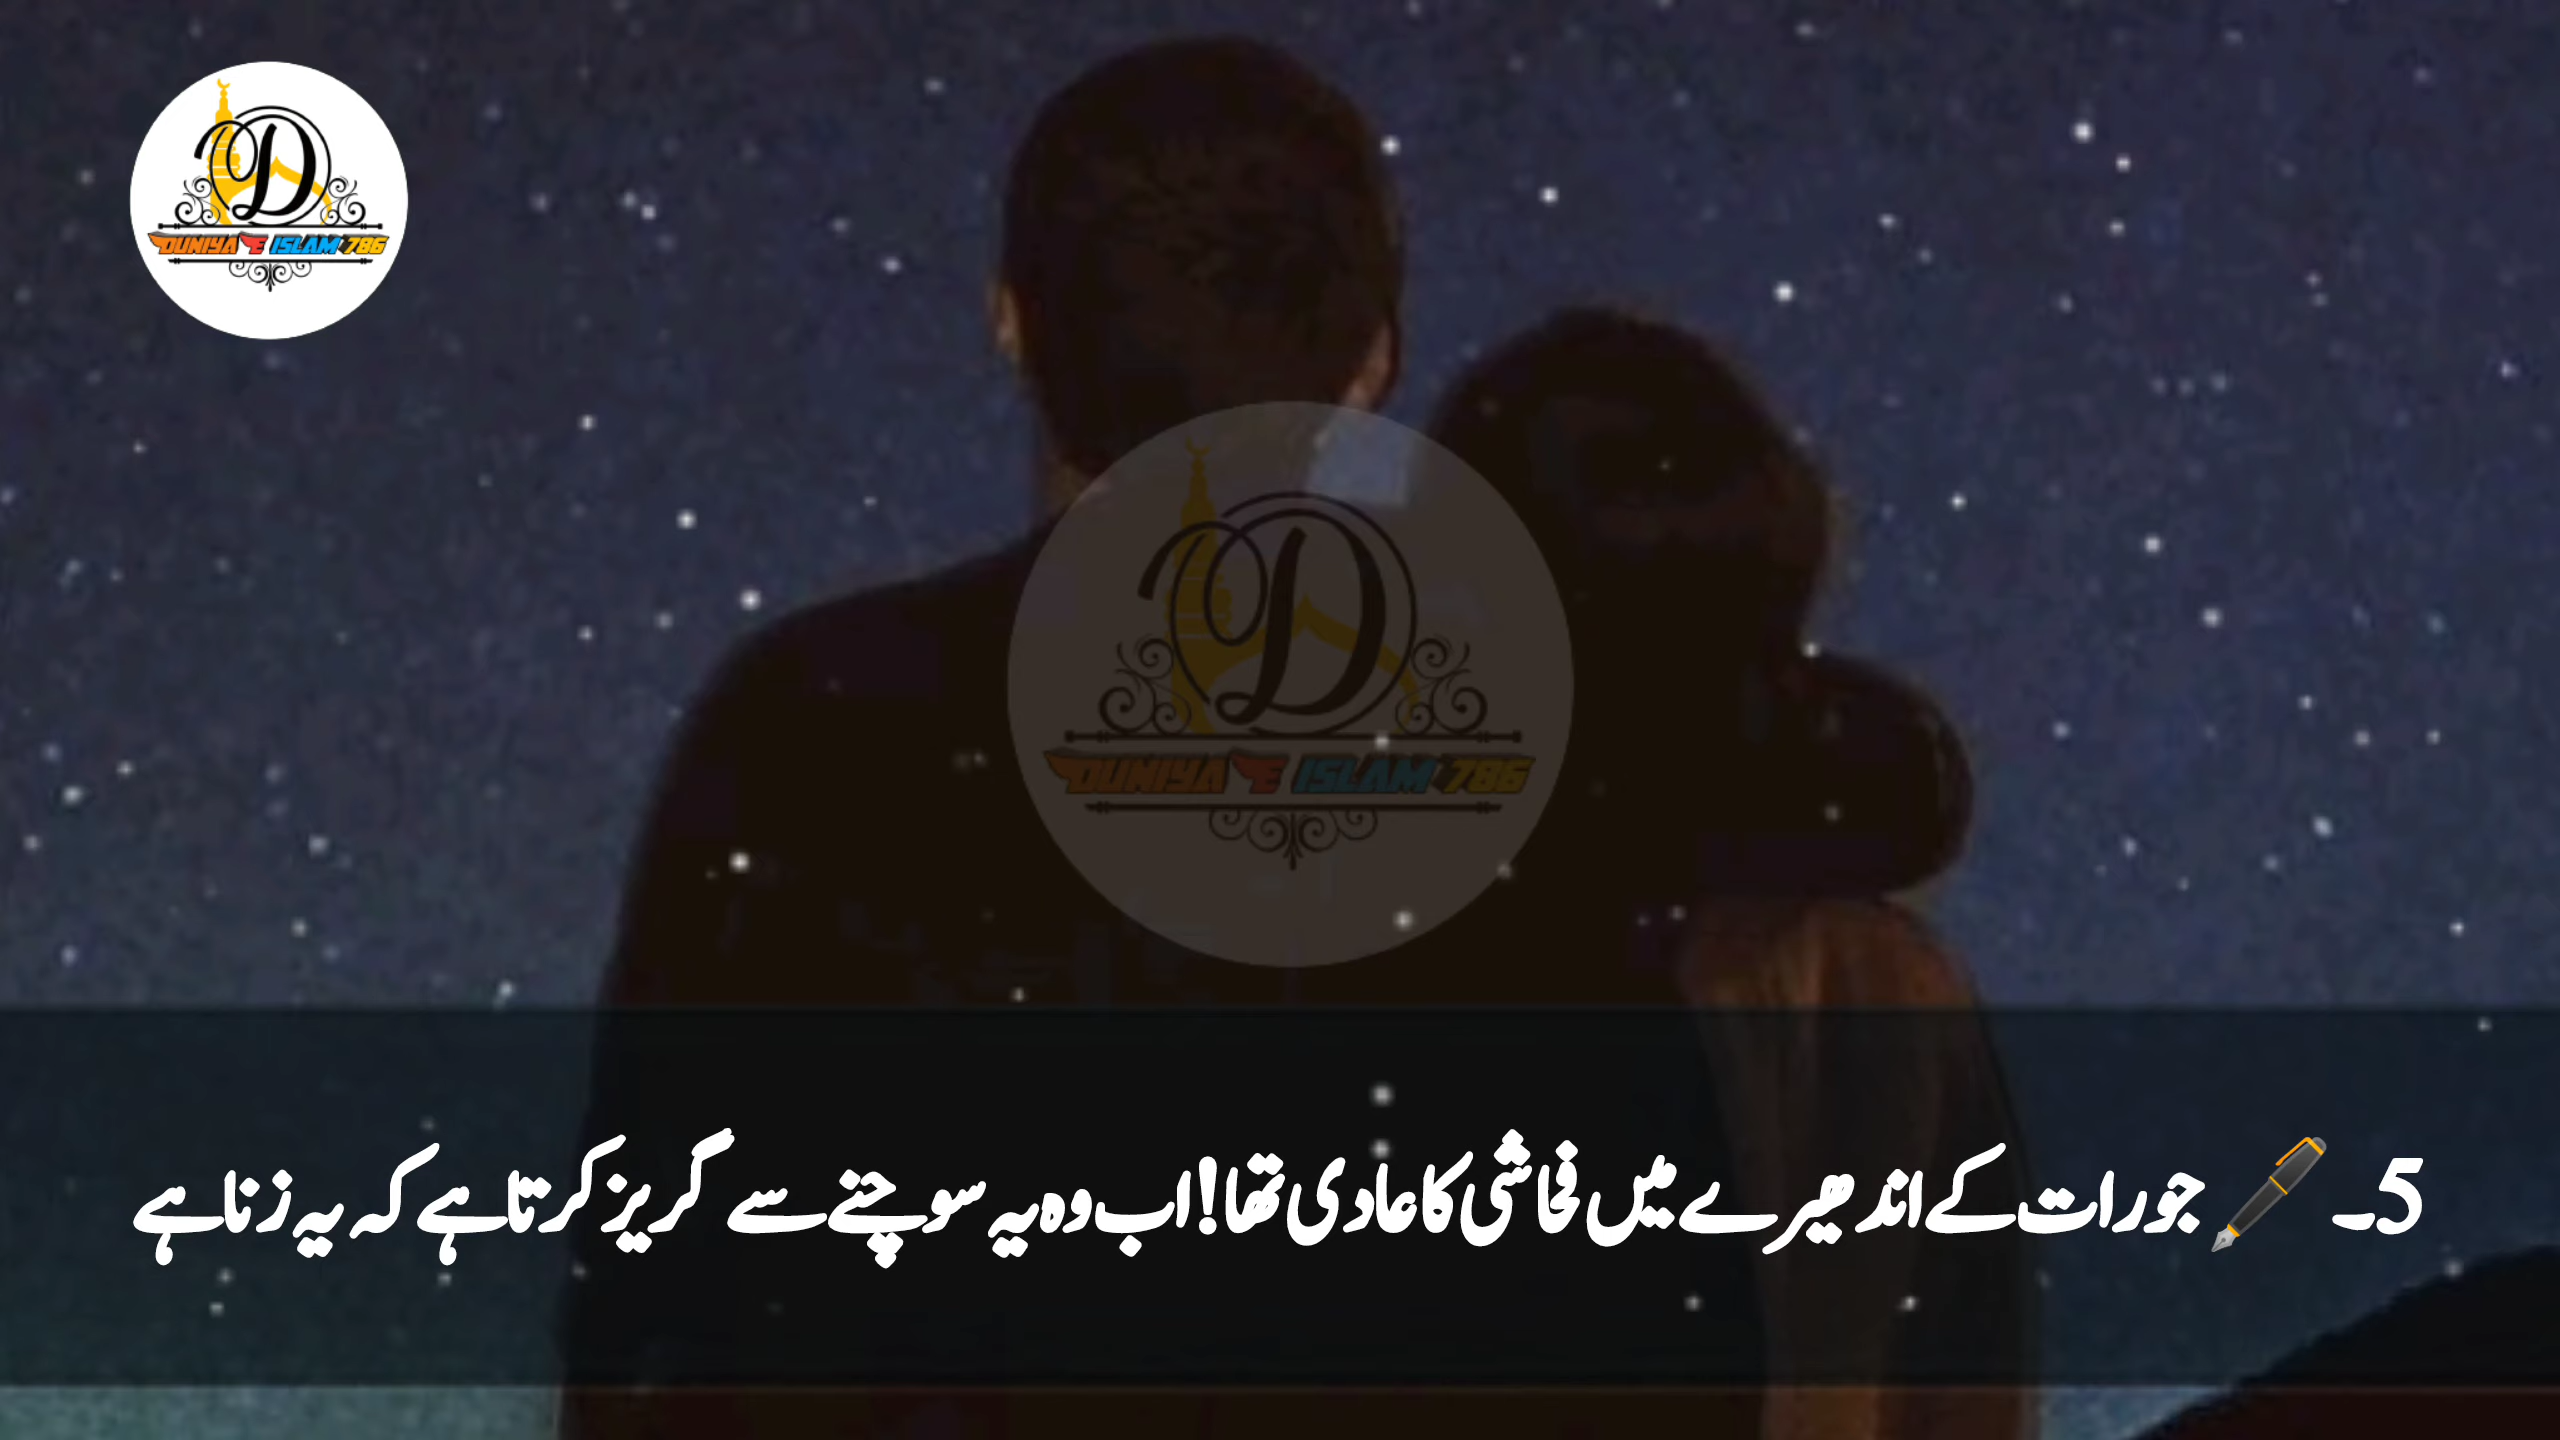 DUNIYA E ISLAM 786
DUNIYA E ISLAM 786
5۔ 🖋 جو رات کے اندھیرے میں فحاشی کا عادی تھا! اب وہ یہ سوچنے سے گریز کرتا ہے کہ یہ زنا ہے